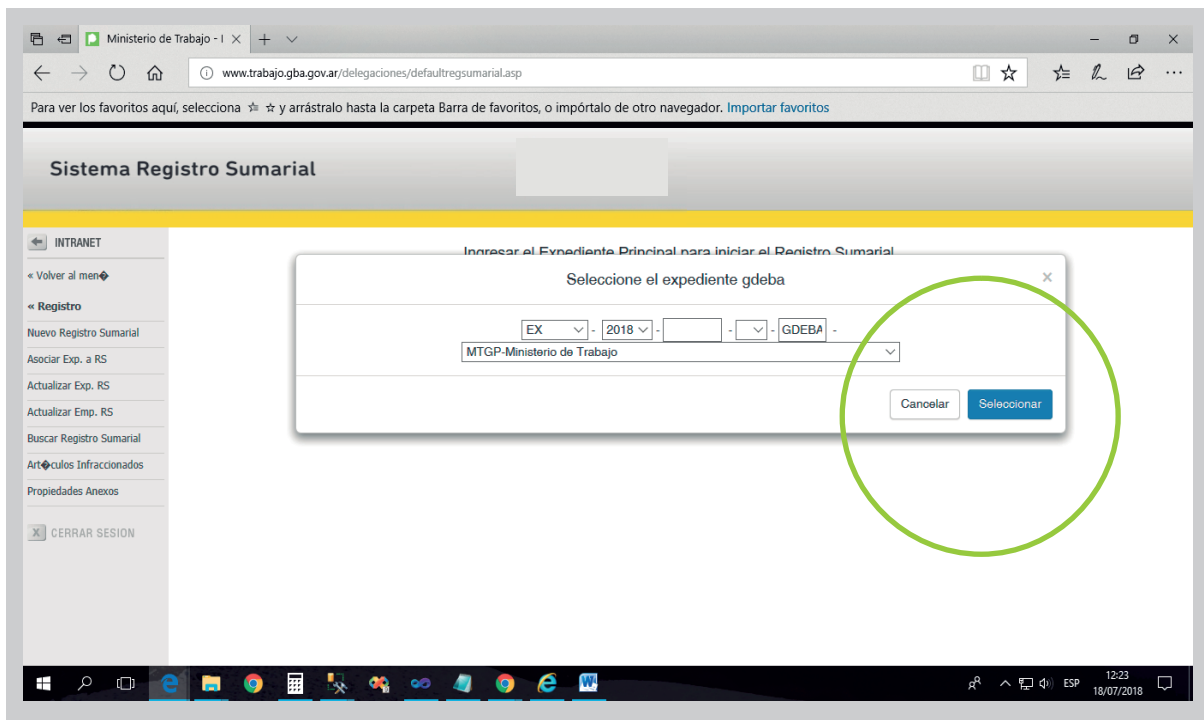 Ministerio de Trabajo - I
www.trabajo.gba.gov.ar/delegaciones/defaultregsumarial.asp
Para ver los favoritos aquí, selecciona y arrástralo hasta la carpeta Barra de favoritos, o impórtalo de otro navegador. Importar favoritos
Sistema Registro Sumarial
INTRANET
« Volver al men�
« Registro
Nuevo Registro Sumarial
Asociar Exp. a RS
Actualizar Exp. RS
Actualizar Emp. RS
Buscar Registro Sumarial
Art�culos Infraccionados
Propiedades Anexos
X CERRAR SESION
Ingresar el Expediente Principal para iniciar el Registro Sumarial
Seleccione el expediente gdeba
×
EX - 2018 - - - GDEBA -
MTGP-Ministerio de Trabajo
Cancelar Seleccionar
ESP
12:23
18/07/2018